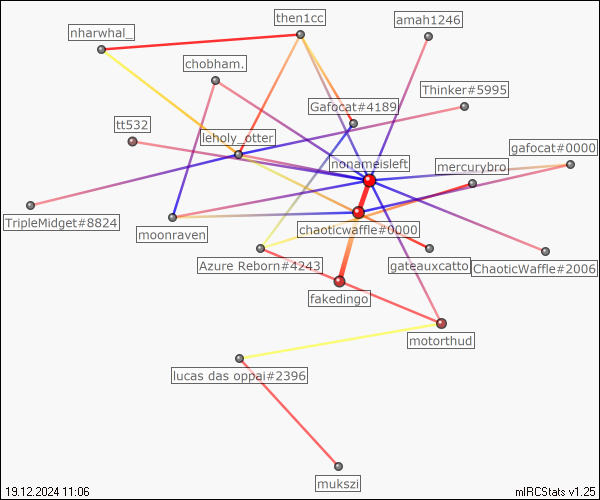 then1cc
amah1246
nharwhal_
chobham.
Thinker#5995
Gafocat#4189
tt532
leholy_otter
gafocat#0000
nonameisleft
mercurybro
TripleMidget#8824
moonraven
chaoticwaffle#0000
Azure Reborn#4243
gateauxcatto
ChaoticWaffle#2006
fakedingo
motorthud
lucas das oppai#2396
mukszi
19.12.2024 11:06
mIRCStats v1.25